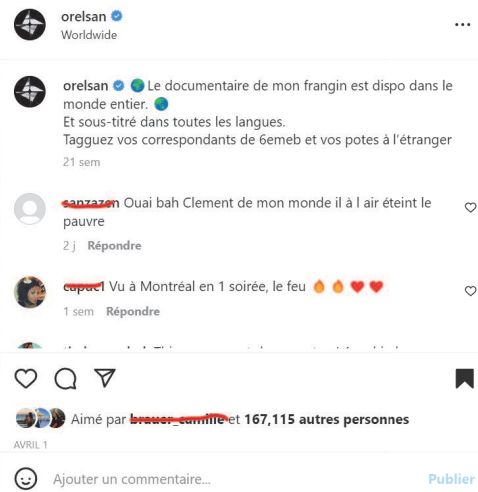 orelsan
Worldwide
orelsan 🌍Le documentaire de mon frangin est dispo dans le
monde entier. 🌏
Et sous-titré dans toutes les langues.
Tagguez vos correspondants de 6emeb et vos potes à l'étranger
21 sem
Ouai bah Clement de mon monde il à l air éteint le
pauvre
2 j Répondre
Vu à Montréal en 1 soirée, le feu 🔥 🔥 ❤️ ❤️
1 sem Répondre
Aimé par et 167,115 autres personnes
AVRIL 1
Ajouter un commentaire...
Publier